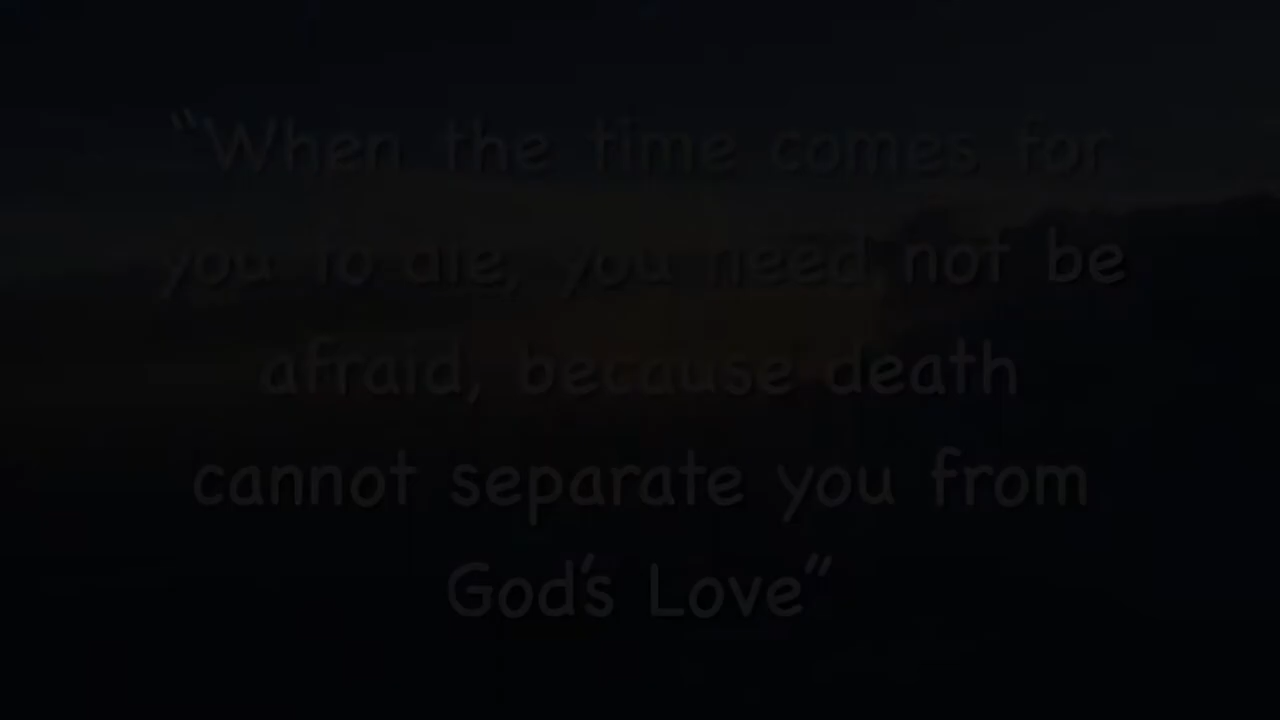 “When the time comes for
you to die, you need not be
afraid, because death
cannot separate you from
God’s Love”